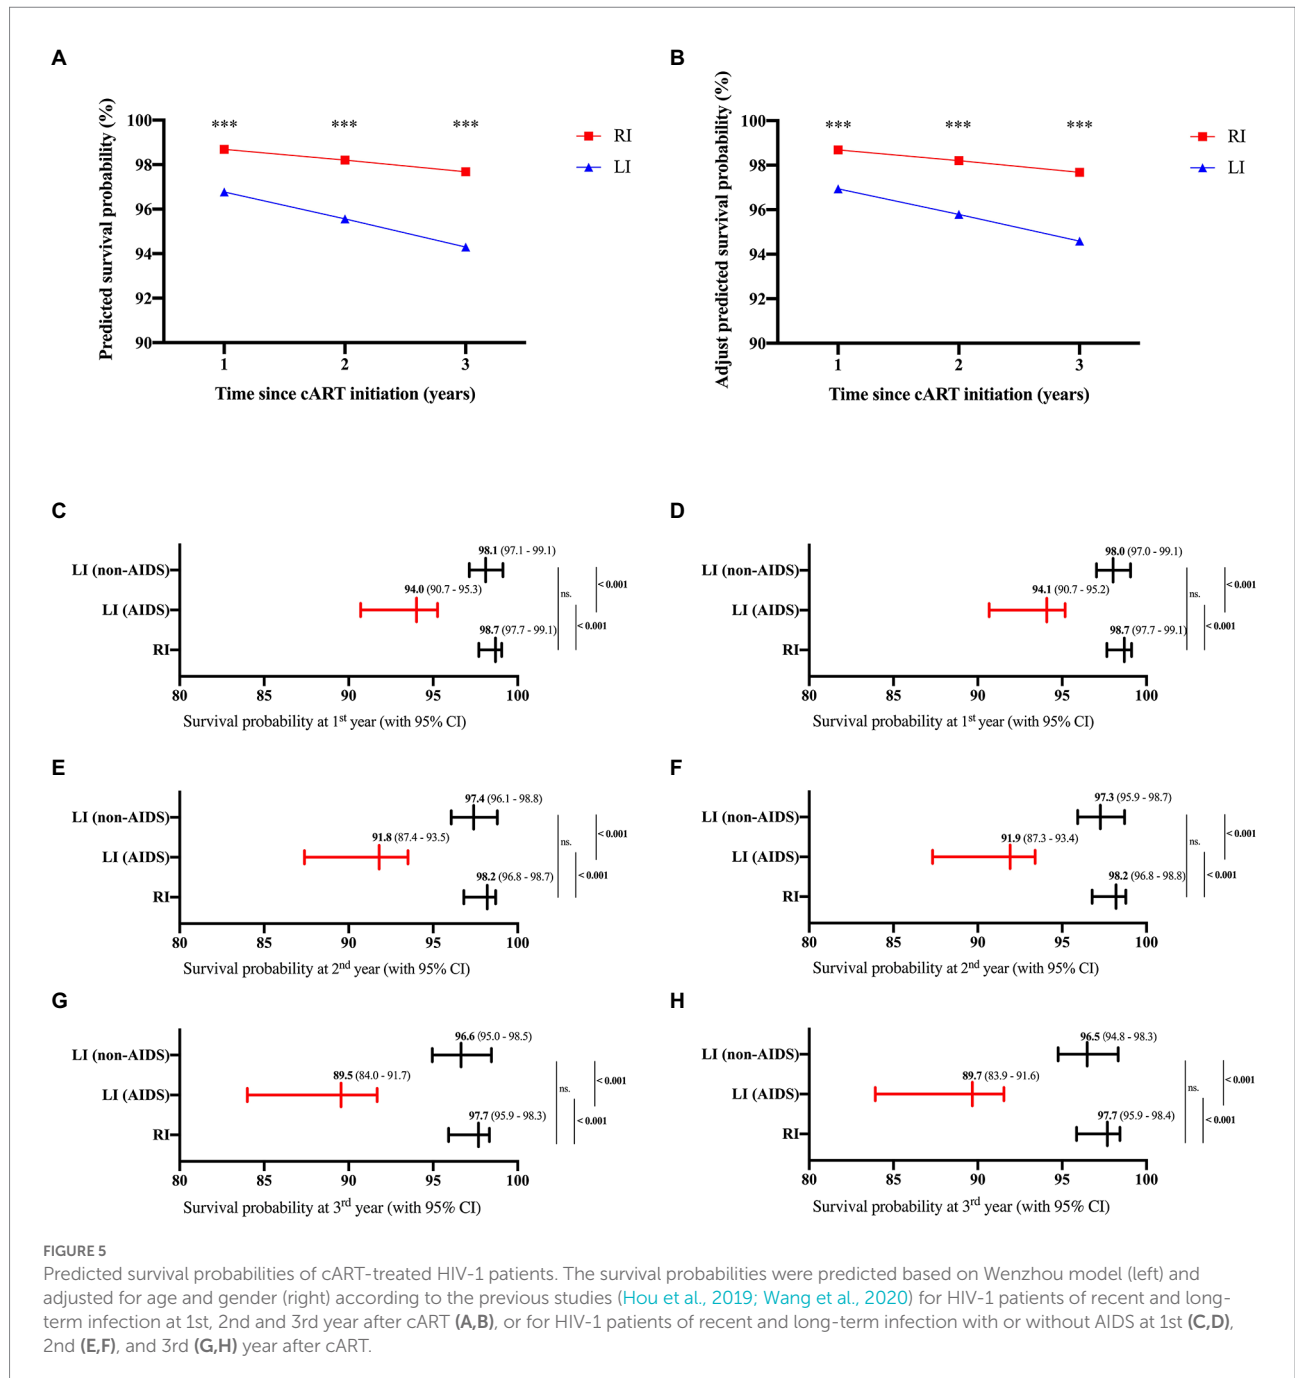 A
Predicted survival probability (%)
100
98
96
94
92
90
*** *** ***
RI
LI
1 2 3
Time since cART initiation (years)
B
Adjust predicted survival probability (%)
100
98
96
94
92
90
*** *** ***
RI
LI
1 2 3
Time since cART initiation (years)
C
98.1 (97.1 - 99.1)
LI (non-AIDS)
94.0 (90.7 - 95.3)
LI (AIDS)
98.7 (97.7 - 99.1)
RI
ns.
< 0.001
< 0.001
80 85 90 95 100
Survival probability at 1st year (with 95% CI)
D
98.0 (97.0 - 99.1)
LI (non-AIDS)
94.1 (90.7 - 95.2)
LI (AIDS)
98.7 (97.7 - 99.1)
RI
ns.
< 0.001
< 0.001
80 85 90 95 100
Survival probability at 1st year (with 95% CI)
E
97.4 (96.1 - 98.8)
LI (non-AIDS)
91.8 (87.4 - 93.5)
LI (AIDS)
98.2 (96.8 - 98.7)
RI
ns.
< 0.001
< 0.001
80 85 90 95 100
Survival probability at 2nd year (with 95% CI)
F
97.3 (95.9 - 98.7)
LI (non-AIDS)
91.9 (87.3 - 93.4)
LI (AIDS)
98.2 (96.8 - 98.8)
RI
ns.
< 0.001
< 0.001
80 85 90 95 100
Survival probability at 2nd year (with 95% CI)
G
96.6 (95.0 - 98.5)
LI (non-AIDS)
89.5 (84.0 - 91.7)
LI (AIDS)
97.7 (95.9 - 98.3)
RI
ns.
< 0.001
< 0.001
80 85 90 95 100
Survival probability at 3rd year (with 95% CI)
H
96.5 (94.8 - 98.3)
LI (non-AIDS)
89.7 (83.9 - 91.6)
LI (AIDS)
97.7 (95.9 - 98.4)
RI
ns.
< 0.001
< 0.001
80 85 90 95 100
Survival probability at 3rd year (with 95% CI)
FIGURE 5
Predicted survival probabilities of cART-treated HIV-1 patients. The survival probabilities were predicted based on Wenzhou model (left) and
adjusted for age and gender (right) according to the previous studies (Hou et al., 2019; Wang et al., 2020) for HIV-1 patients of recent and long-
term infection at 1st, 2nd and 3rd year after cART (A,B), or for HIV-1 patients of recent and long-term infection with or without AIDS at 1st (C,D),
2nd (E,F), and 3rd (G,H) year after cART.